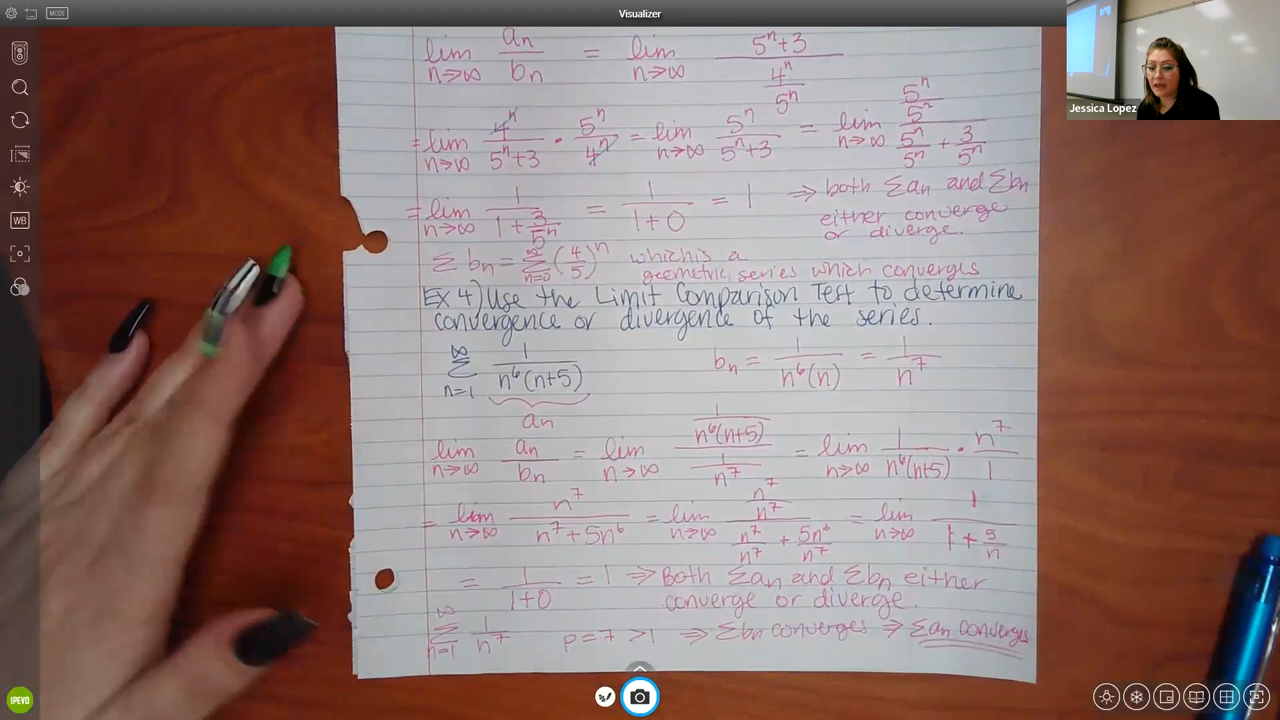 Visualizer
MODE
Jessica Lopez
lim n→∞ an/bn = lim n→∞ (5^n+3)/(4^n/5^n)
= lim n→∞ 4^n/(5^n+3) · 5^n/4^n = lim n→∞ 5^n/(5^n+3) = lim n→∞ (5^n/5^n)/(5^n/5^n + 3/5^n)
= lim n→∞ 1/(1+3/5^n) = 1/(1+0) = 1 ⇒ both Σan and Σbn
either converge
or diverge.
Σ bn = Σ n=0 ∞ (4/5)^n which is a
geometric series which converges
EX 4) Use the Limit Comparison Test to determine
convergence or divergence of the series.
∞ Σ n=1 1/(n^6(n+5)) bn = 1/(n^6(n)) = 1/n^7
an
lim n→∞ an/bn = lim n→∞ (1/(n^6(n+5)))/(1/n^7) = lim n→∞ 1/(n^6(n+5)) · n^7/1
= lim n→∞ n^7/(n^7+5n^6) = lim n→∞ (n^7/n^7)/(n^7/n^7 + 5n^6/n^7) = lim n→∞ 1/(1+5/n)
= 1/(1+0) = 1 ⇒ Both Σan and Σbn either
converge or diverge.
∞ Σ n=1 1/n^7 p=7 >1 ⇒ Σbn converges ⇒ Σan converges
WB
IPEVO